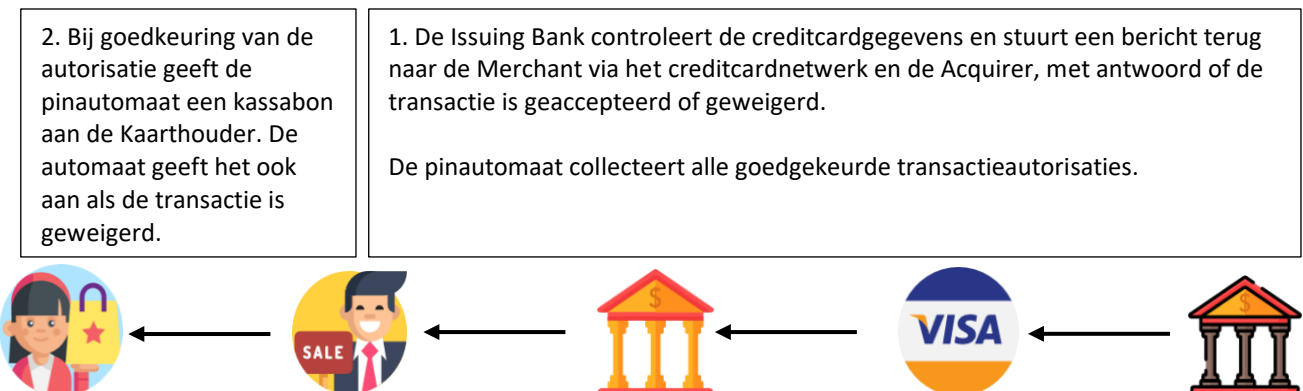 2. Bij goedkeuring van de
autorisatie geeft de
pinautomaat een kassabon
aan de Kaarthouder. De
automaat geeft het ook
aan als de transactie is
geweigerd.
1. De Issuing Bank controleert de creditcardgegevens en stuurt een bericht terug
naar de Merchant via het creditcardnetwerk en de Acquirer, met antwoord of de
transactie is geaccepteerd of geweigerd.
De pinautomaat collecteert alle goedgekeurde transactieautorisaties.
SALE
$
VISA
$